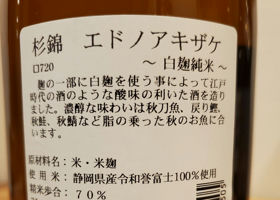 杉錦　エドノアキザケ
口720　～ 白麹純米 ～
麹の一部に白麹を使う事によって江戸
時代の酒のような酸味の利いた酒を造り
ました。濃醇な味わいは秋刀魚、戻り鰹、
秋鮭、秋鯖など脂の乗った秋のお魚に合
います。
原材料名：米・米麹
使用米：静岡県産令和誉富士100％使用
精米歩合：70％